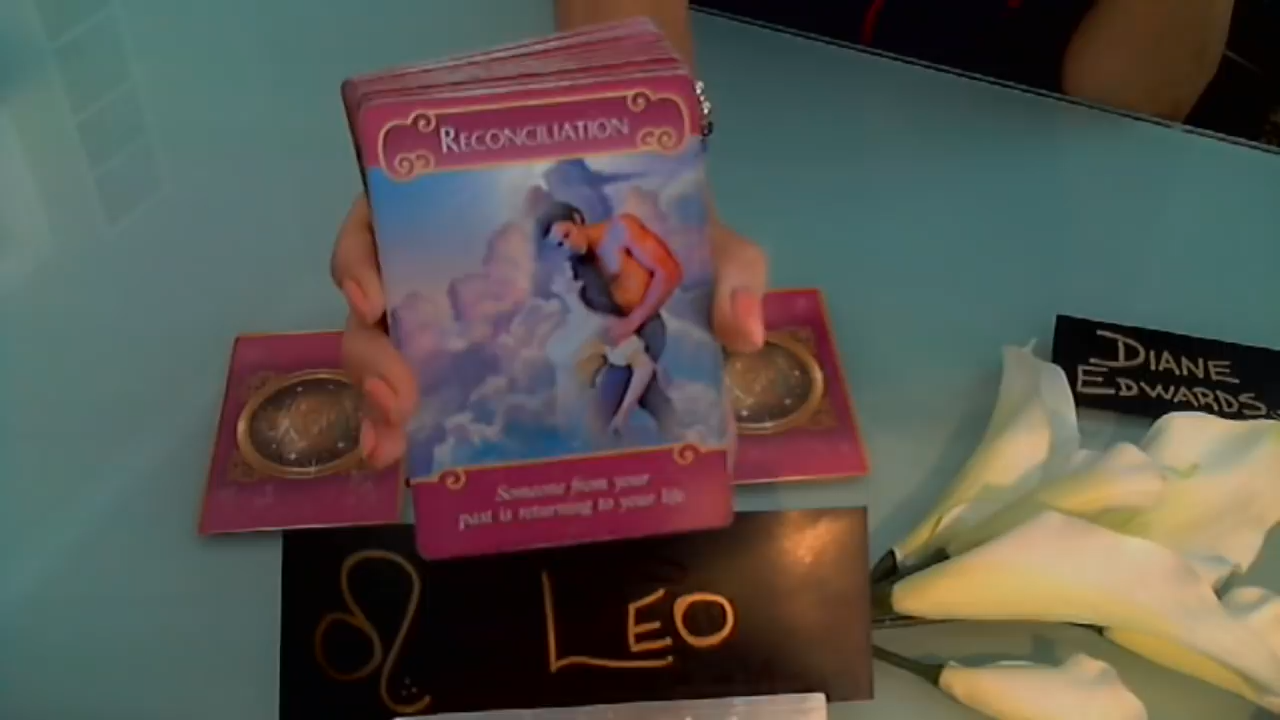 RECONCILIATION
Someone from your
past is returning to your life
DIANE
EDWARDS
LEO